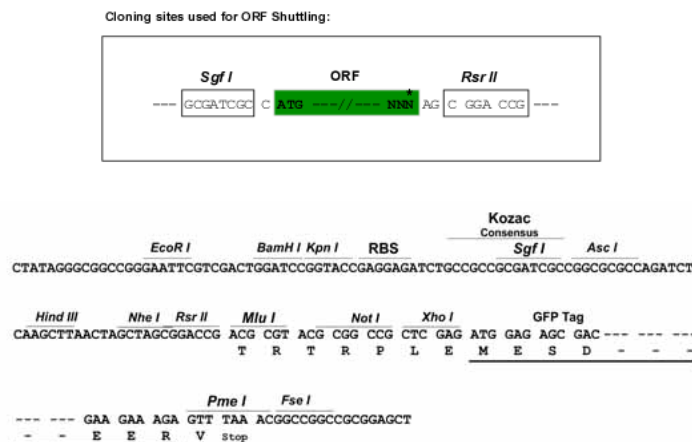 Cloning sites used for ORF Shuttling:
Sgf I ORF Rsr II
--- GCGATCGC C ATG ---//--- NNN* AG C GGA CCG ---
Kozac
Consensus
EcoR I BamH I Kpn I RBS Sgf I Asc I
CTATAGGGCGGCCGGGAATTCGTCGACTGGATCCGGTACCGAGGAGATCTGCCGCCGCGATCGCCGGCGCGCCAGATCT
Hind III Nhe I Rsr II Mlu I Not I Xho I GFP Tag
CAAGCTTAACTAGCTAGCGGACCG ACG CGT ACG CGG CCG CTC GAG ATG GAG AGC GAC--- --- ---
T R T R P L E M E S D - - -
Pme I Fse I
--- --- GAA GAA AGA GTT TAA ACGGCCGGCCGCGGAGCT
- - E E R V Stop